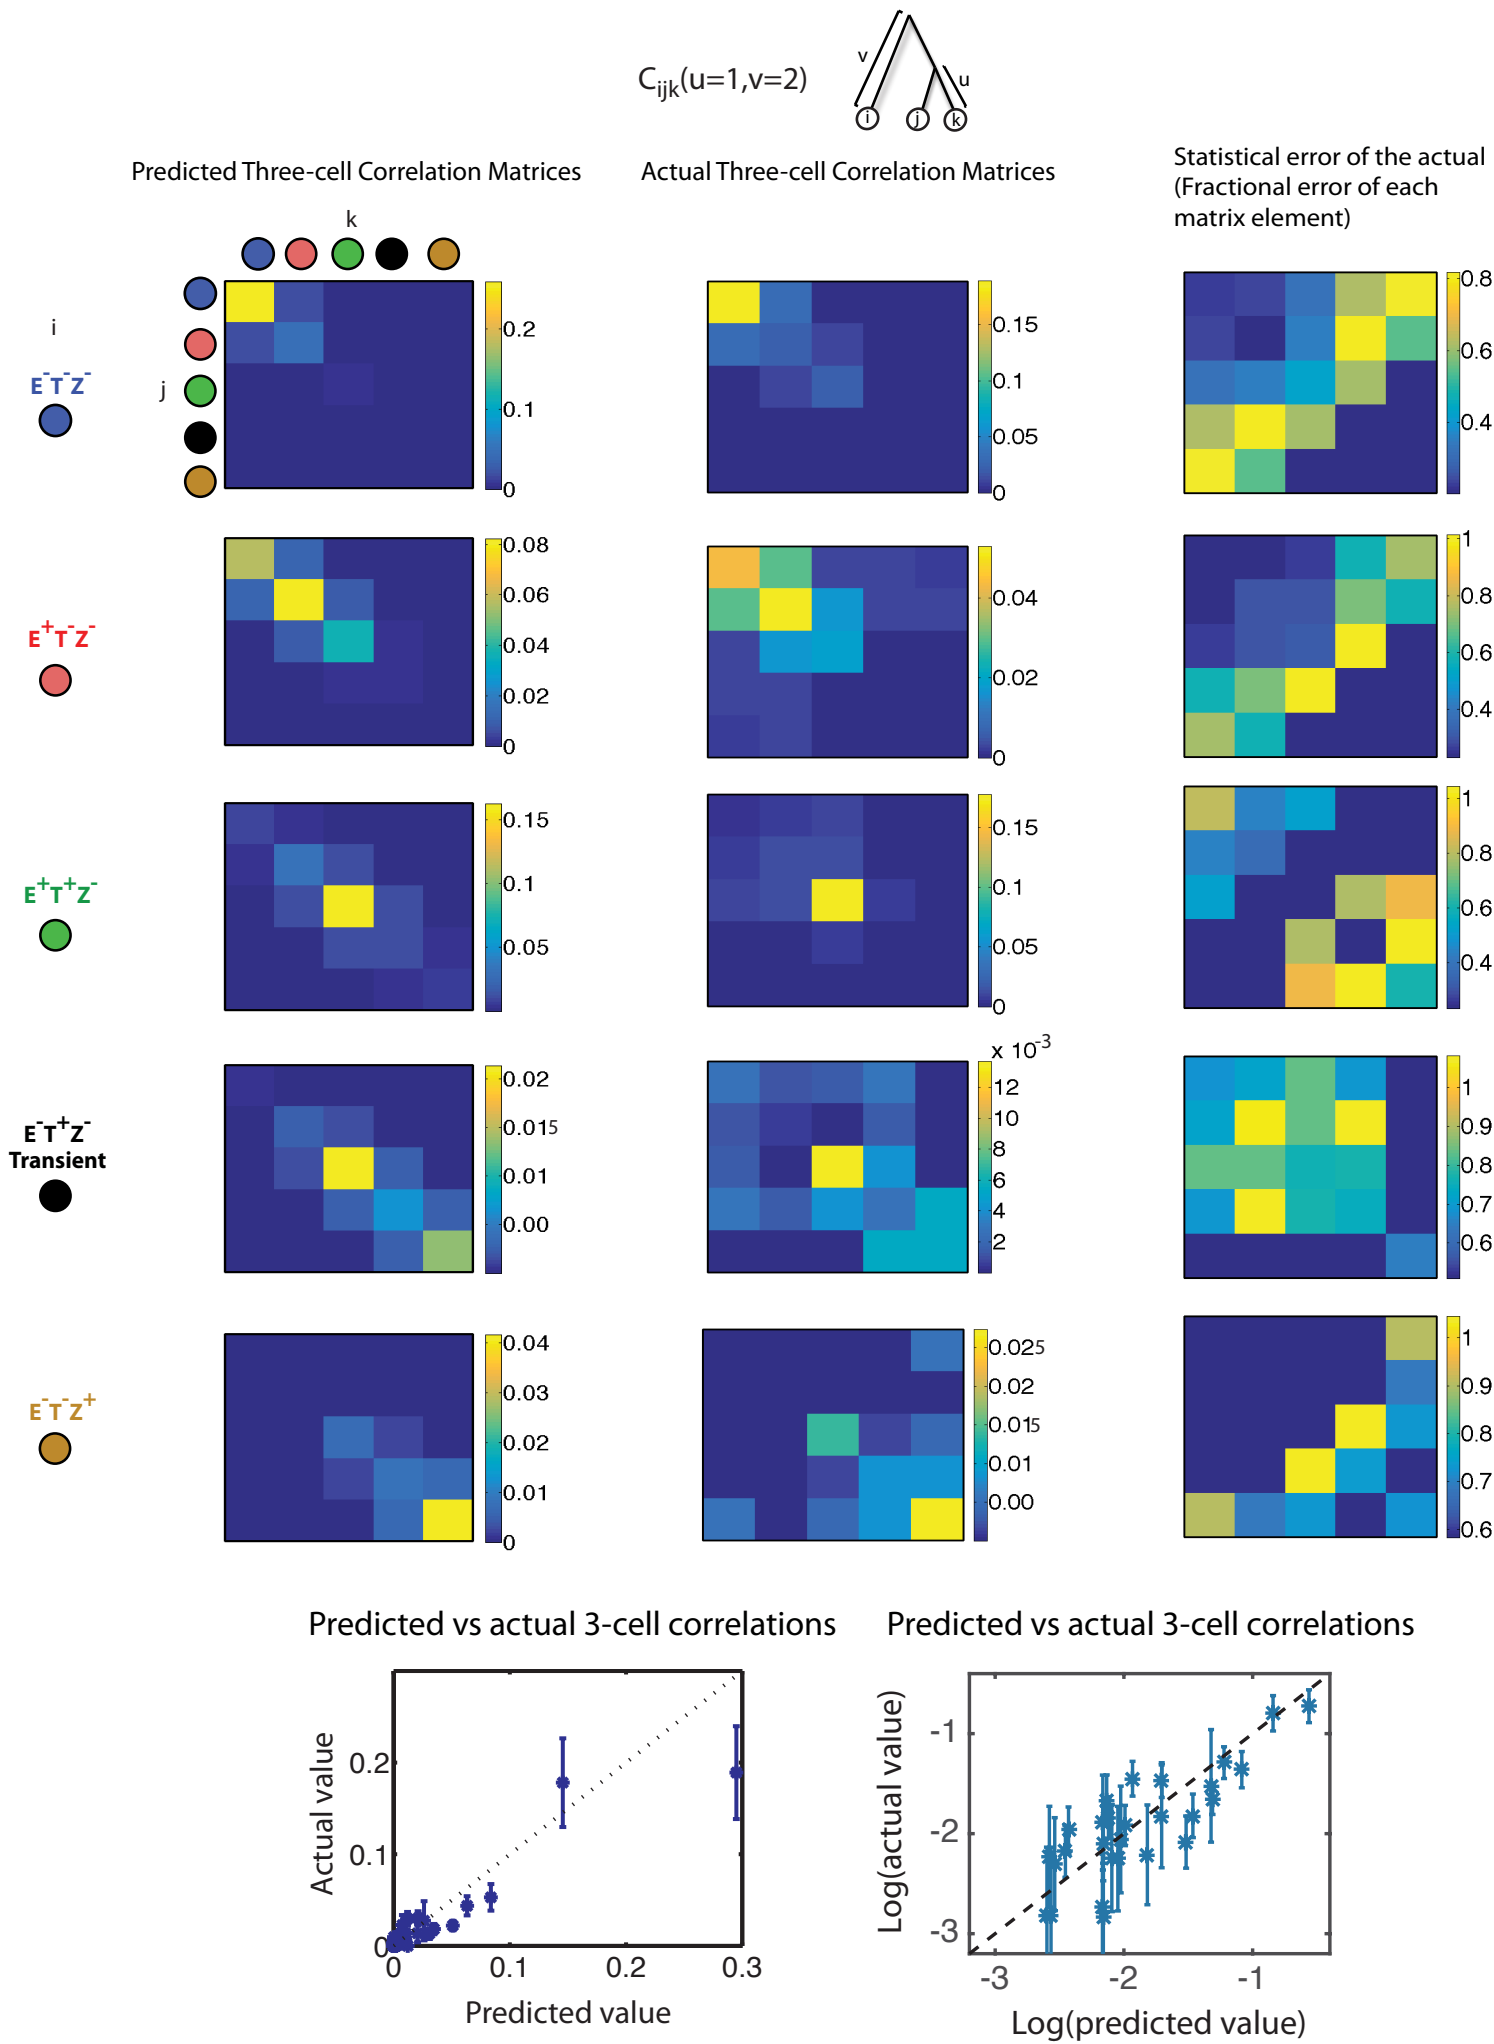 C_ijk(u=1,v=2)
v
u
i
j
k
Predicted Three-cell Correlation Matrices
Actual Three-cell Correlation Matrices
Statistical error of the actual
(Fractional error of each
matrix element)
k
i
j
E⁻T⁻Z⁻
0.2
0.1
0
0.15
0.1
0.05
0
0.8
0.6
0.4
E⁺T⁻Z⁻
0.08
0.06
0.04
0.02
0
0.04
0.02
0
1
0.8
0.6
0.4
E⁺T⁺Z⁻
0.15
0.1
0.05
0.15
0.1
0.05
0
1
0.8
0.6
0.4
E⁻T⁺Z⁻
Transient
0.02
0.015
0.01
0.00
x 10⁻³
12
10
8
6
4
2
1
0.9
0.8
0.7
0.6
E⁻T⁻Z⁺
0.04
0.03
0.02
0.01
0
0.025
0.02
0.015
0.01
0.00
1
0.9
0.8
0.7
0.6
Predicted vs actual 3-cell correlations
Actual value
0.2
0.1
0
0
0.1
0.2
0.3
Predicted value
Predicted vs actual 3-cell correlations
Log(actual value)
-1
-2
-3
-3
-2
-1
Log(predicted value)